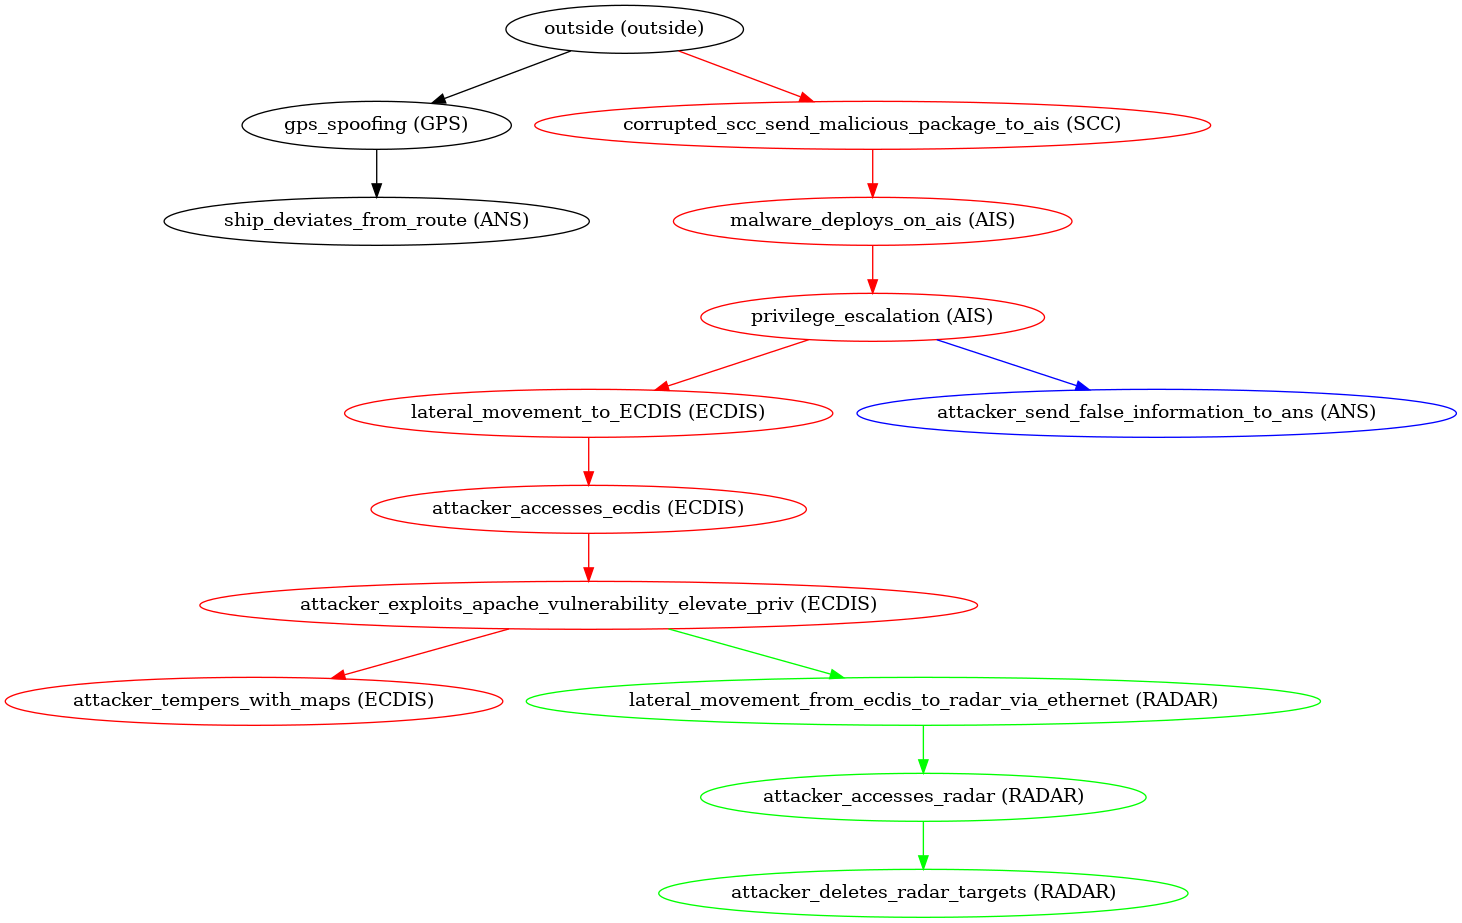 outside (outside)
gps_spoofing (GPS)
corrupted_scc_send_malicious_package_to_ais (SCC)
ship_deviates_from_route (ANS)
malware_deploys_on_ais (AIS)
privilege_escalation (AIS)
lateral_movement_to_ECDIS (ECDIS)
attacker_send_false_information_to_ans (ANS)
attacker_accesses_ecdis (ECDIS)
attacker_exploits_apache_vulnerability_elevate_priv (ECDIS)
attacker_tempers_with_maps (ECDIS)
lateral_movement_from_ecdis_to_radar_via_ethernet (RADAR)
attacker_accesses_radar (RADAR)
attacker_deletes_radar_targets (RADAR)